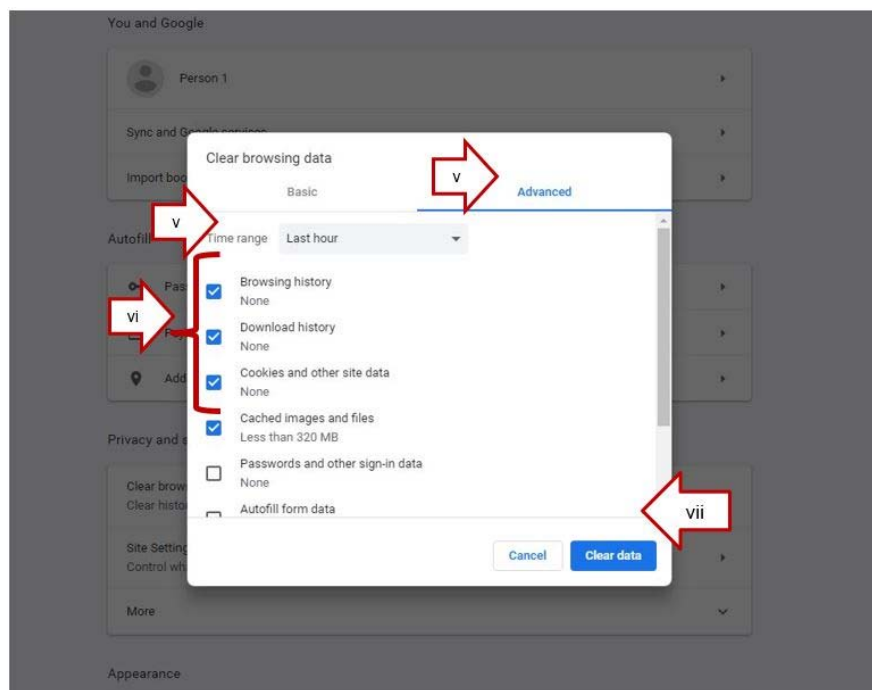 You and Google
Person 1
Sync and Google services
Import boo
Clear browsing data
v
Basic
Advanced
v
Autofill
Time range Last hour
Pas
Browsing history
None
vi
Pay
Download history
None
Add
Cookies and other site data
None
Cached images and files
Less than 320 MB
Privacy and s
Passwords and other sign-in data
None
Clear brow
Clear histo
Autofill form data
vii
Site Setting
Control wh
Cancel Clear data
More
Appearance